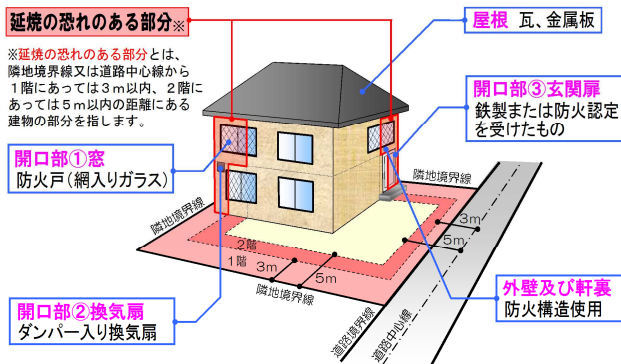 延焼の恐れのある部分※
※延焼の恐れのある部分とは、
隣地境界線又は道路中心線から
1階にあっては3m以内、2階に
あっては5m以内の距離にある
建物の部分を指します。
屋根 瓦、金属板
開口部③玄関扉
鉄製または防火認定
を受けたもの
開口部①窓
防火戸(網入りガラス)
隣地境界線
隣地境界線
3m
5m
2階
1階
3m
5m
隣地境界線
開口部②換気扇
ダンパー入り換気扇
外壁及び軒裏
防火構造使用
道路境界線
道路中心線